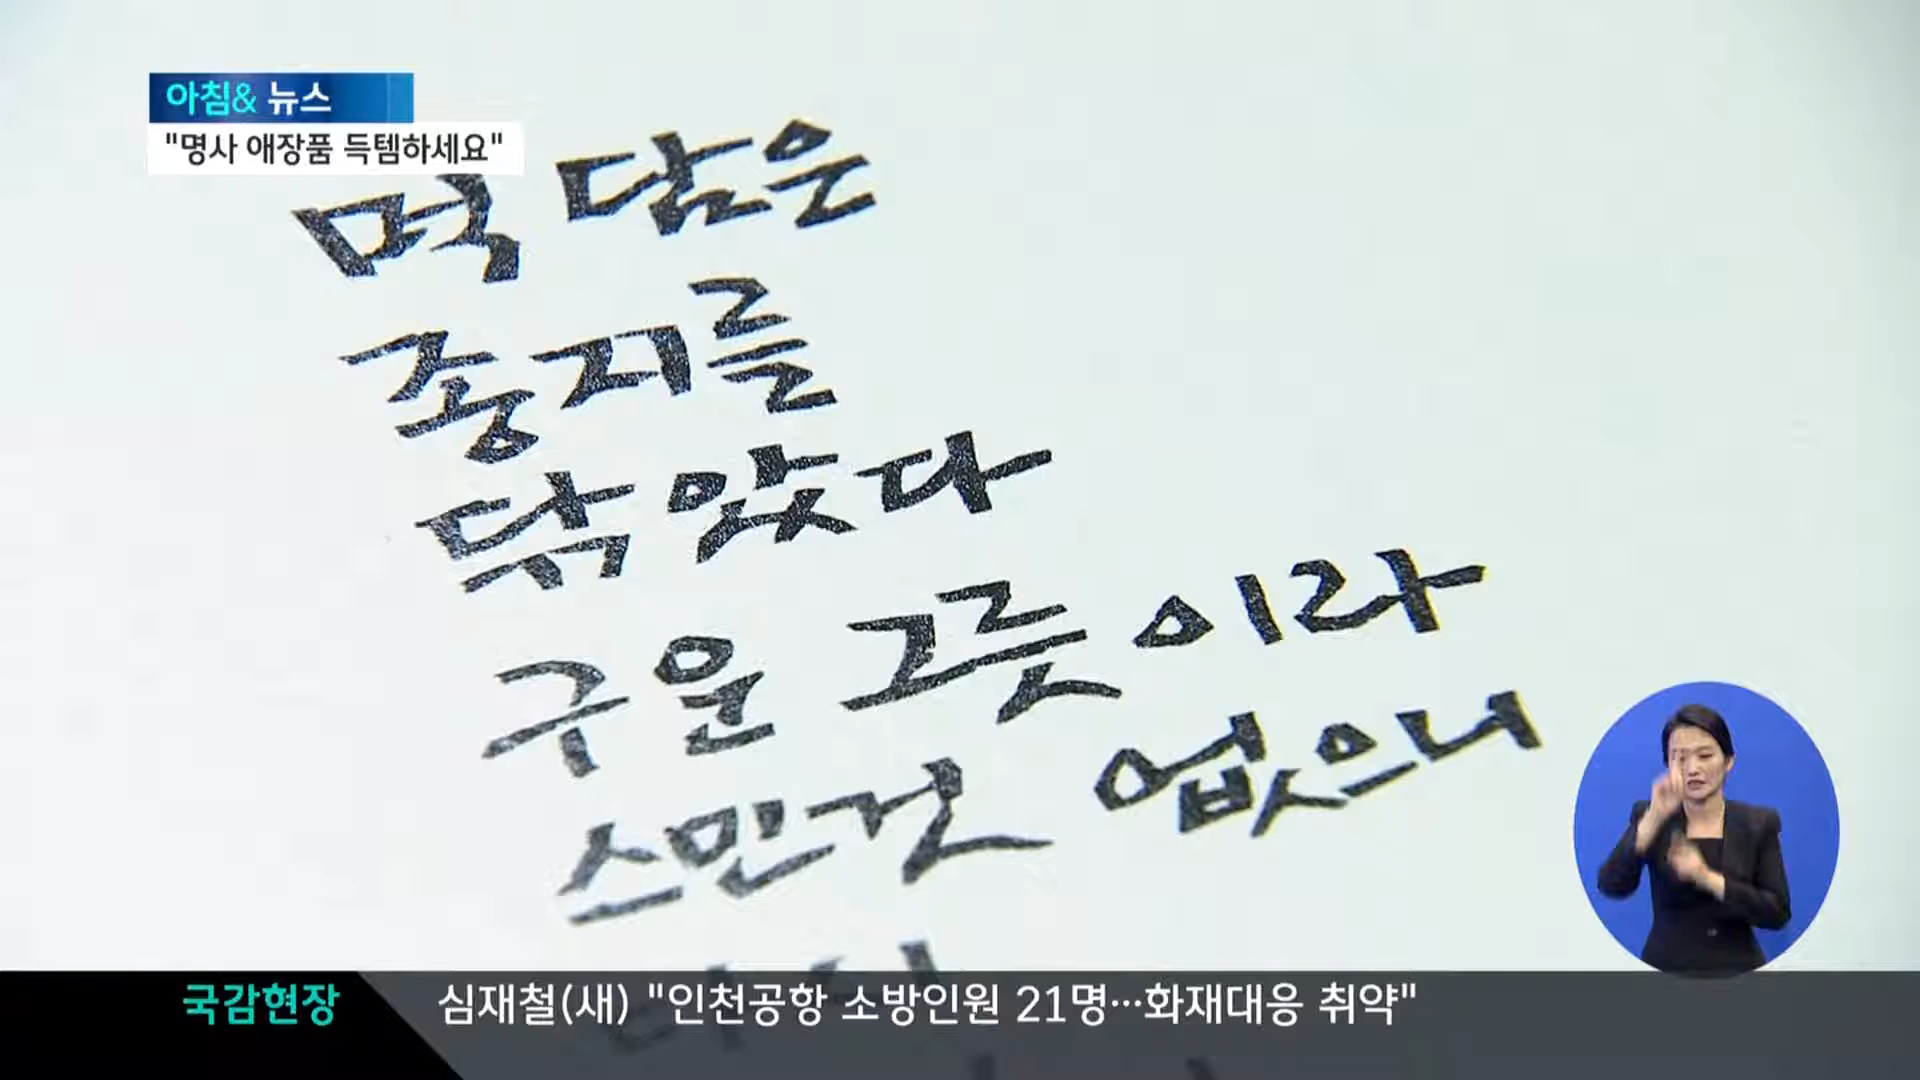 아침& 뉴스
"명사 애장품 득템하세요"
먹 담은
종지를
닦았다
구운 그릇이라
스민건 없으니
국감현장 심재철(새) "인천공항 소방인원 21명…화재대응 취약"